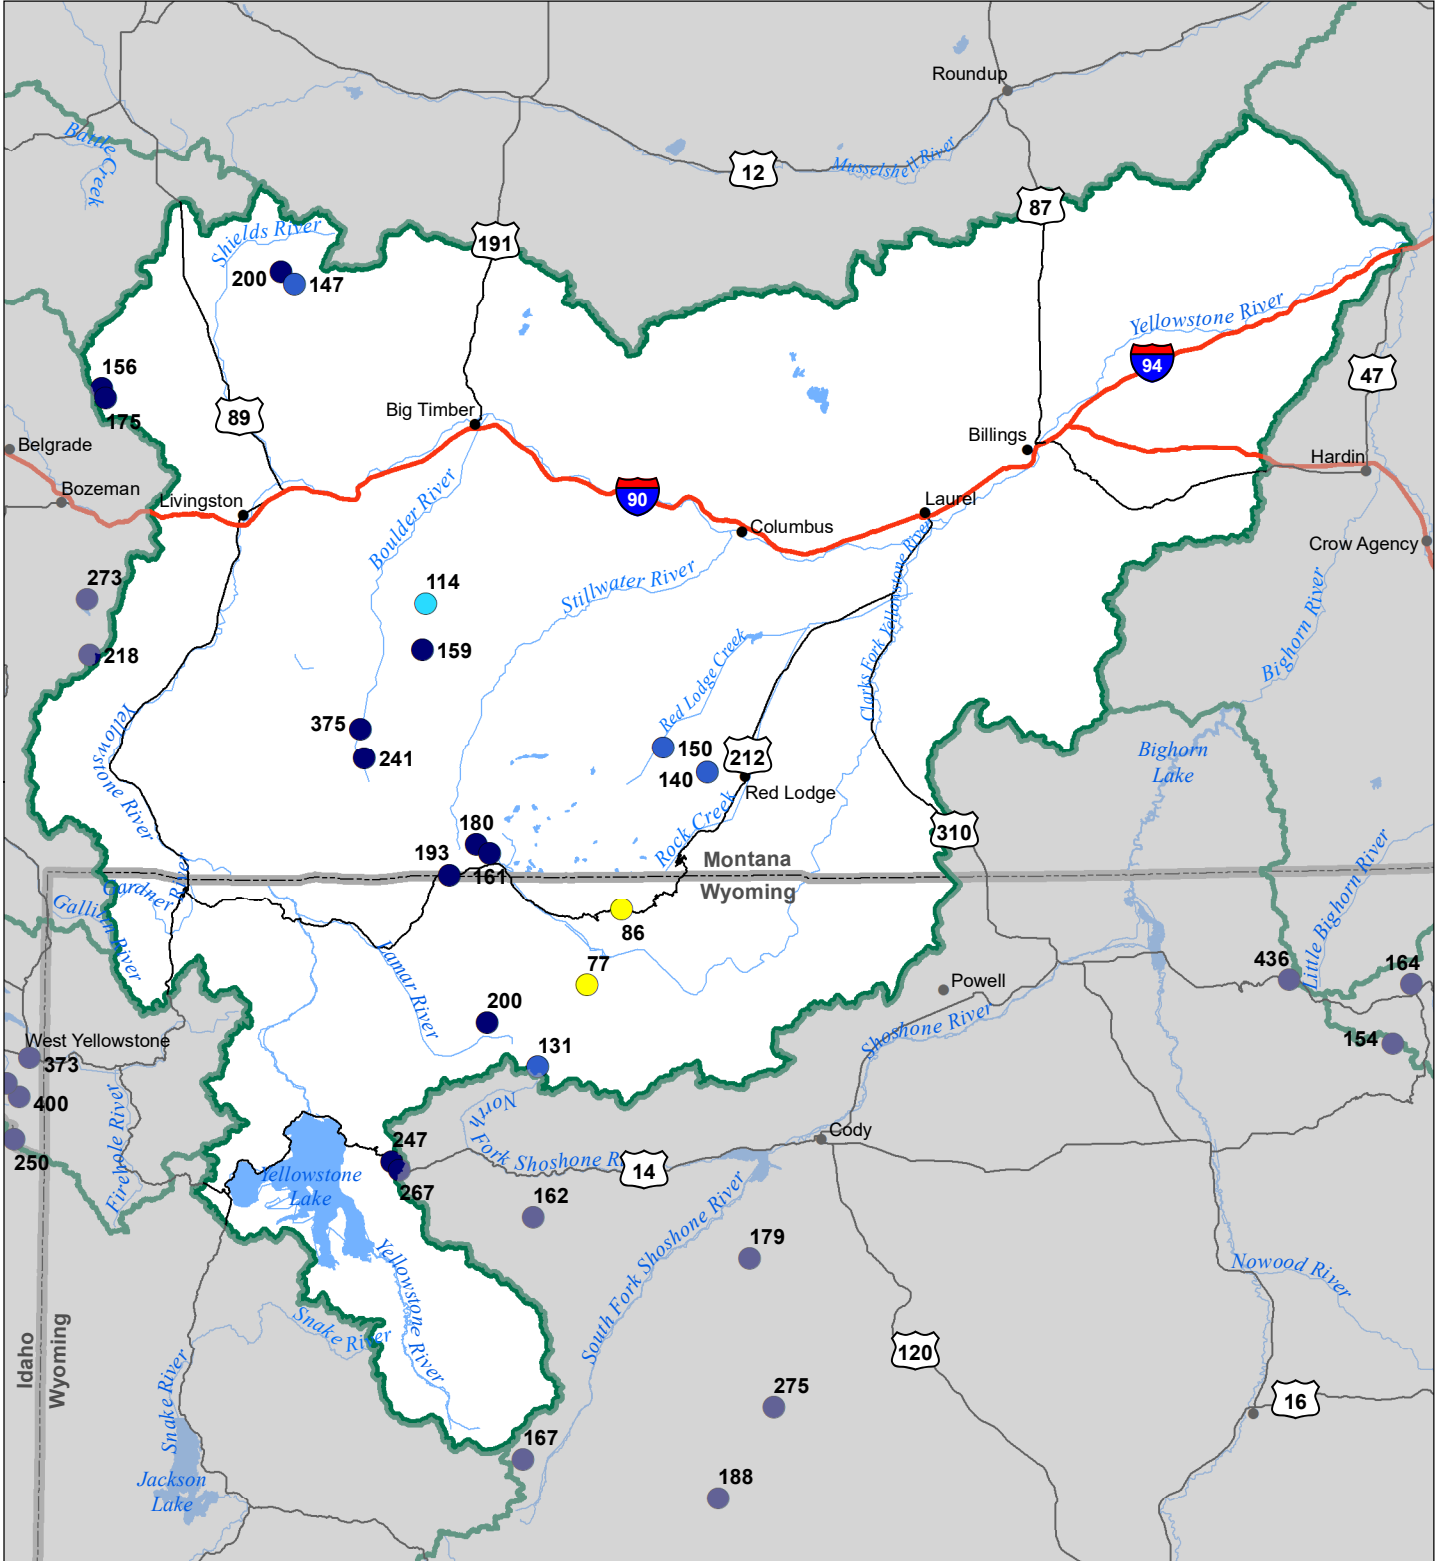 Roundup
Battle
Creek
12
Musselshell River
87
191
Shields River
200
147
Yellowstone River
94
47
156
175
89
Big Timber
Billings
Belgrade
Hardin
Bozeman
Livingston
90
Laurel
Columbus
Boulder River
Crow Agency
273
114
Stillwater River
Clarks Fork Yellowstone River
Bighorn River
218
159
Red Lodge Creek
Yellowstone River
375
241
150
140
212
Bighorn
Lake
Red Lodge
180
Rock Creek
310
193
161
Montana
Wyoming
Little Bighorn River
Gardner River
Gallitin River
86
77
Lamar River
436
164
Powell
200
Shoshone River
154
West Yellowstone
373
131
400
Firehole River
North
Fork Shoshone R
14
Cody
250
247
267
Yellowstone
Lake
162
South Fork Shoshone River
179
Yellowstone River
Nowood River
Snake River
Idaho
Wyoming
120
Snake River
275
16
167
Jackson
Lake
188